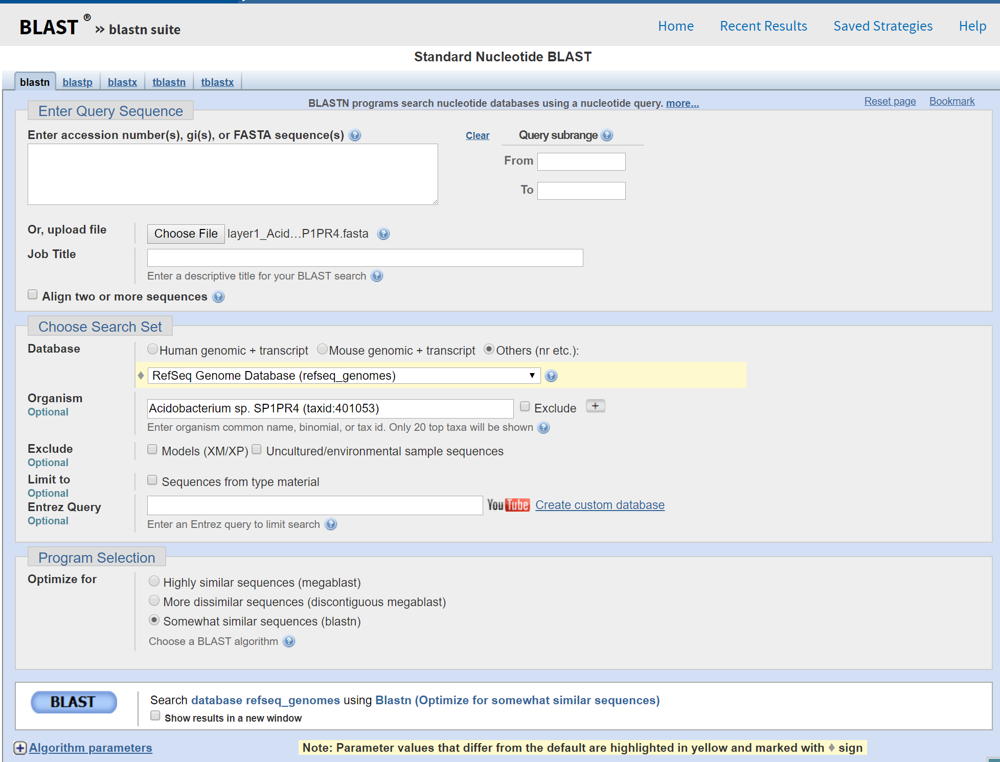 BLAST ® » blastn suite
Home Recent Results Saved Strategies Help
Standard Nucleotide BLAST
blastn blastp blastx tblastn tblastx
BLASTN programs search nucleotide databases using a nucleotide query. more...
Reset page Bookmark
Enter Query Sequence
Enter accession number(s), gi(s), or FASTA sequence(s) Clear Query subrange
From
To
Or, upload file Choose File layer1_Acid...P1PR4.fasta
Job Title
Enter a descriptive title for your BLAST search
Align two or more sequences
Choose Search Set
Database Human genomic + transcript Mouse genomic + transcript Others (nr etc.):
RefSeq Genome Database (refseq_genomes)
Organism
Optional
Acidobacterium sp. SP1PR4 (taxid:401053) Exclude +
Enter organism common name, binomial, or tax id. Only 20 top taxa will be shown
Exclude
Optional
Models (XM/XP) Uncultured/environmental sample sequences
Limit to
Optional
Sequences from type material
Entrez Query
Optional
YouTube Create custom database
Enter an Entrez query to limit search
Program Selection
Optimize for
Highly similar sequences (megablast)
More dissimilar sequences (discontiguous megablast)
Somewhat similar sequences (blastn)
Choose a BLAST algorithm
BLAST
Search database refseq_genomes using Blastn (Optimize for somewhat similar sequences)
Show results in a new window
Algorithm parameters
Note: Parameter values that differ from the default are highlighted in yellow and marked with ♦ sign